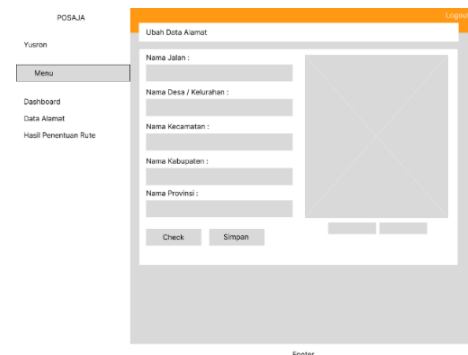 POSAJA
Logout
Ubah Data Alamat
Yusron
Menu
Dashboard
Data Alamat
Hasil Penentuan Rute
Nama Jalan :
Nama Desa / Kelurahan :
Nama Kecamatan :
Nama Kabupaten :
Nama Provinsi :
Check
Simpan
Footer